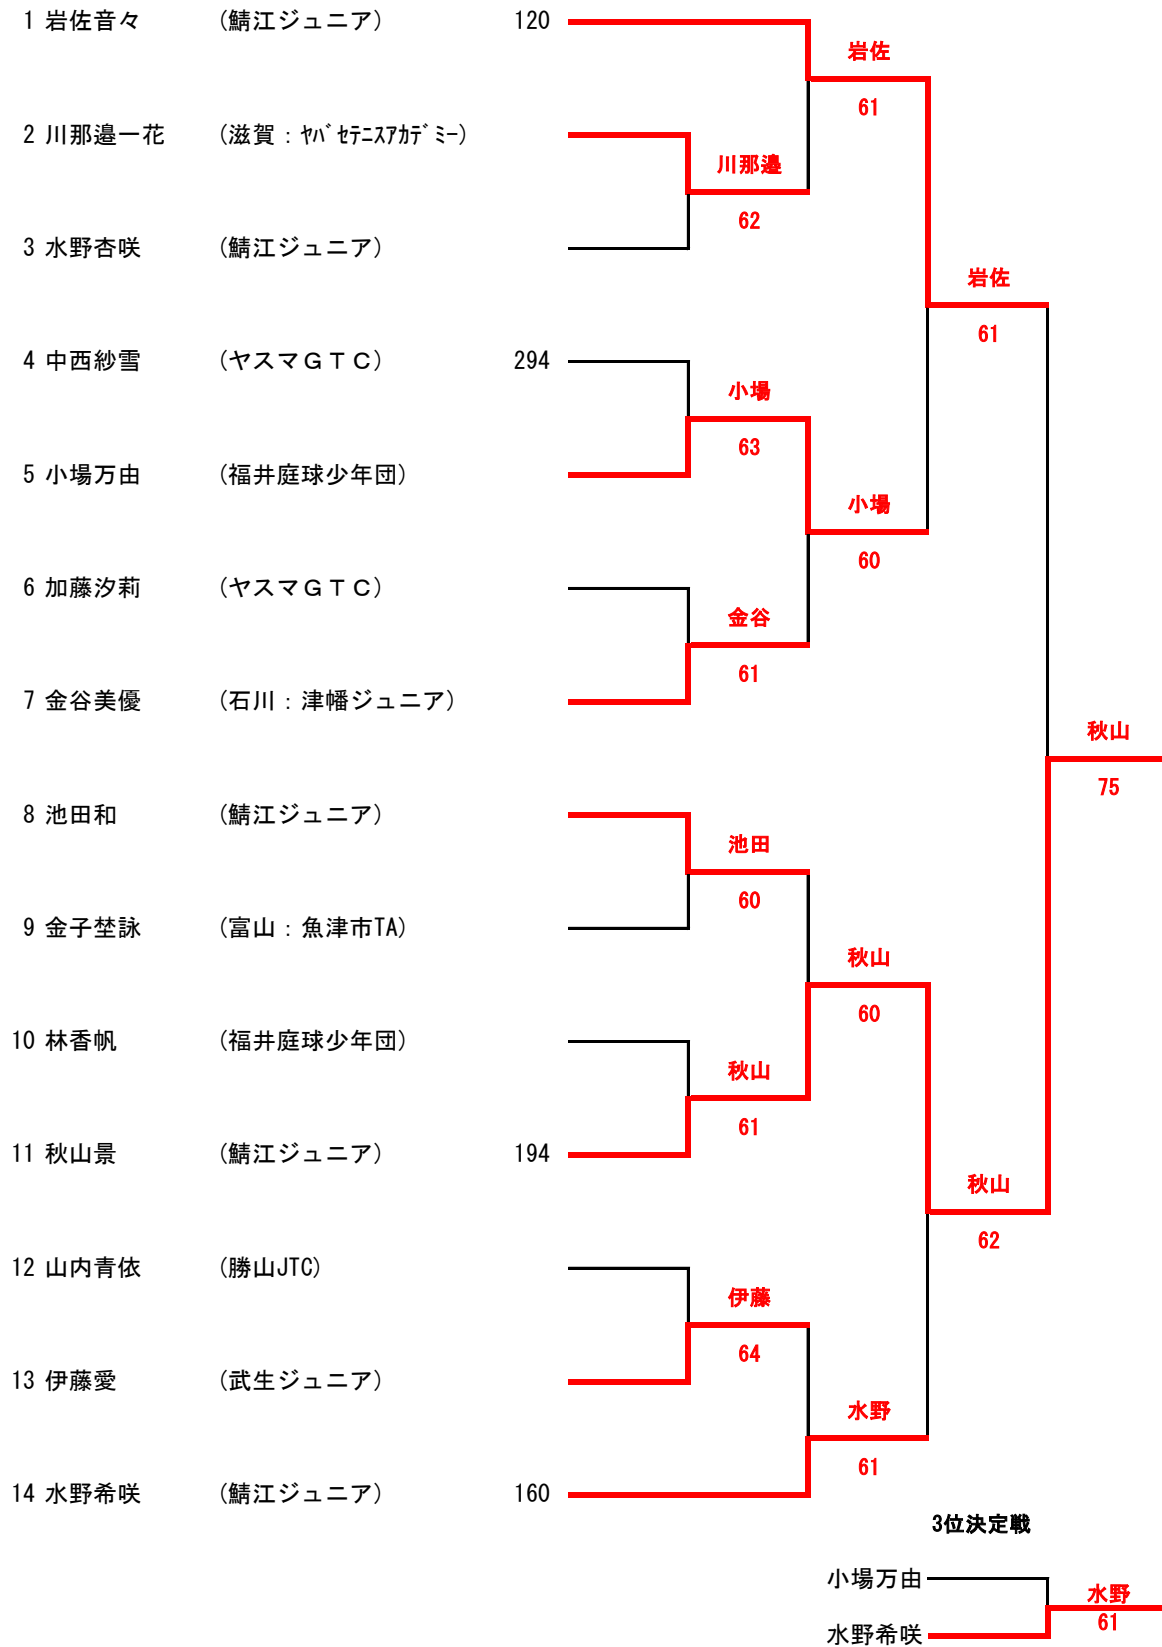 1 岩佐音々 (鯖江ジュニア) 120
岩佐
61
2 川那邉一花 (滋賀：ﾔﾊﾞｾﾃﾆｽｱｶﾃﾞﾐｰ)
川那邉
62
3 水野杏咲 (鯖江ジュニア)
岩佐
61
4 中西紗雪 (ヤスマＧＴＣ) 294
小場
63
5 小場万由 (福井庭球少年団)
小場
60
6 加藤汐莉 (ヤスマＧＴＣ)
金谷
61
7 金谷美優 (石川：津幡ジュニア)
秋山
75
8 池田和 (鯖江ジュニア)
池田
60
9 金子埜詠 (富山：魚津市TA)
秋山
60
10 林香帆 (福井庭球少年団)
秋山
61
11 秋山景 (鯖江ジュニア) 194
秋山
62
12 山内青依 (勝山JTC)
伊藤
64
13 伊藤愛 (武生ジュニア)
水野
61
14 水野希咲 (鯖江ジュニア) 160
3位決定戦
小場万由
水野
61
水野希咲